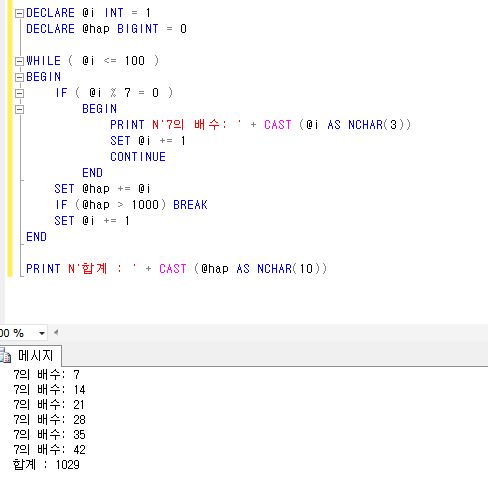 DECLARE @i INT = 1
DECLARE @hap BIGINT = 0
WHILE ( @i <= 100 )
BEGIN
IF ( @i % 7 = 0 )
BEGIN
PRINT N'7의 배수: ' + CAST (@i AS NCHAR(3))
SET @i += 1
CONTINUE
END
SET @hap += @i
IF (@hap > 1000) BREAK
SET @i += 1
END
PRINT N'합계 : ' + CAST (@hap AS NCHAR(10))
00 %
메시지
7의 배수: 7
7의 배수: 14
7의 배수: 21
7의 배수: 28
7의 배수: 35
7의 배수: 42
합계 : 1029